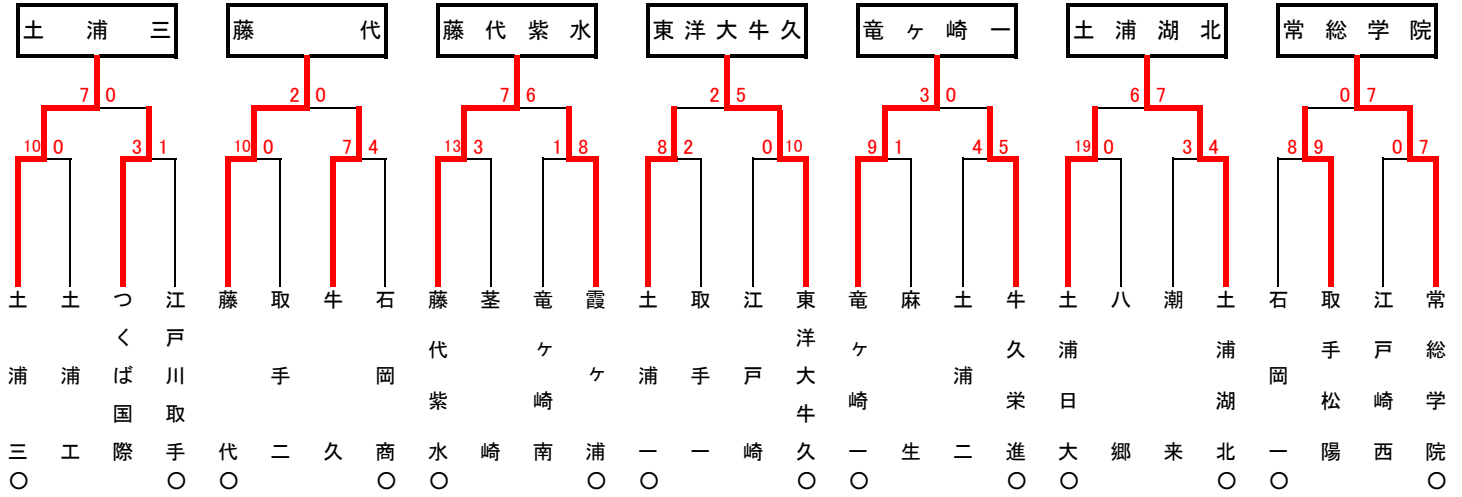 土浦三 藤代 藤代紫水 東洋大牛久 竜ヶ崎一 土浦湖北 常総学院
7 0 2 0 7 6 2 5 3 0 6 7 0 7
10 0 3 1 10 0 7 4 13 3 1 8 8 2 0 10 9 1 4 5 19 0 3 4 8 9 0 7
土浦三
土浦工
つくば国際
江戸川取手
藤代
取手二
牛久
石岡商
藤代紫水
茎崎
竜ヶ崎南
霞ヶ浦
土浦一
取手一
江戸崎
東洋大牛久
竜ヶ崎一
麻生
土浦二
牛久栄進
土浦日大
八郷
潮来
土浦湖北
石岡一
取手松陽
江戸崎西
常総学院
○ ○ ○ ○ ○ ○ ○ ○ ○ ○ ○ ○ ○